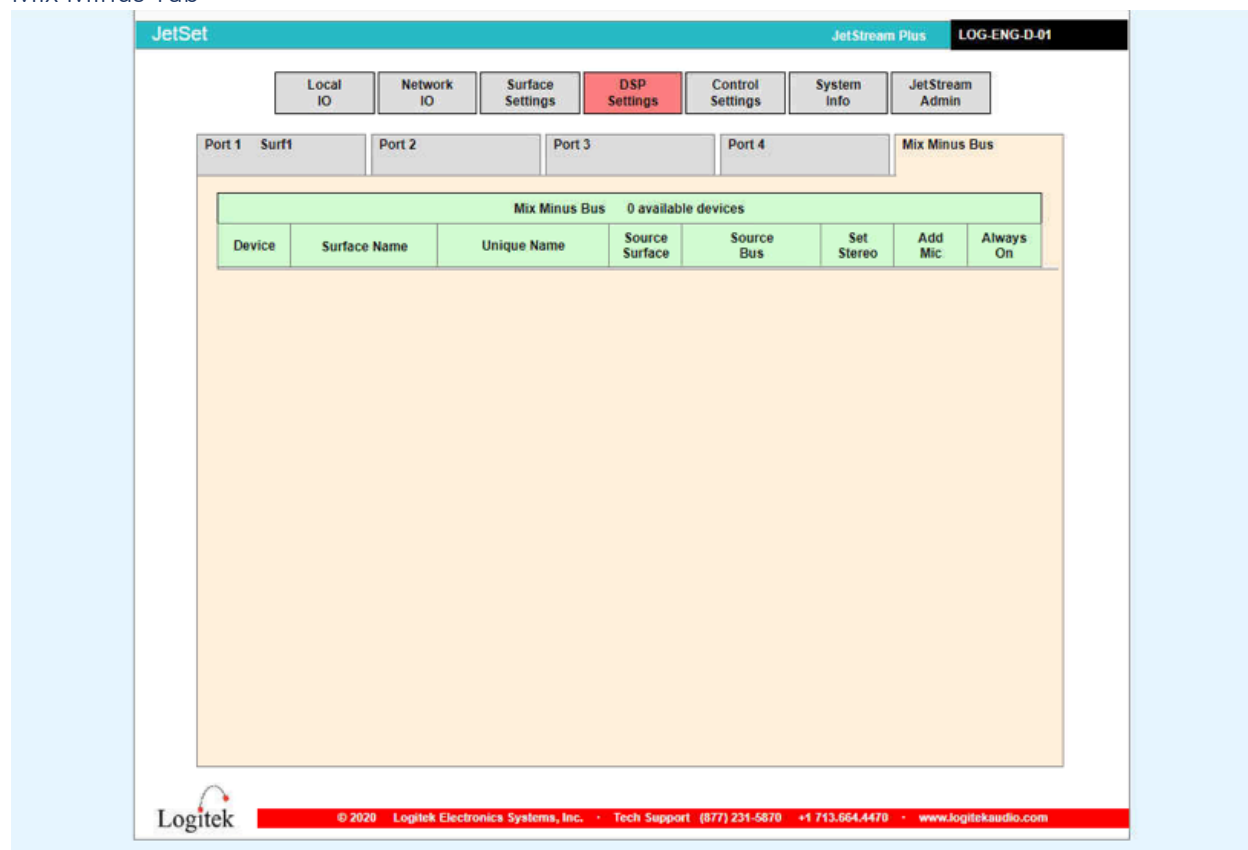 Mix Minus Tab
JetSet JetStream Plus LOG-ENG-D-01
Local IO Network IO Surface Settings DSP Settings Control Settings System Info JetStream Admin
Port 1 Surf1 Port 2 Port 3 Port 4 Mix Minus Bus
Mix Minus Bus 0 available devices
Device Surface Name Unique Name Source Surface Source Bus Set Stereo Add Mic Always On
Logitek © 2020 Logitek Electronics Systems, Inc. · Tech Support (877) 231-5870 +1 713.664.4470 · www.logitekaudio.com